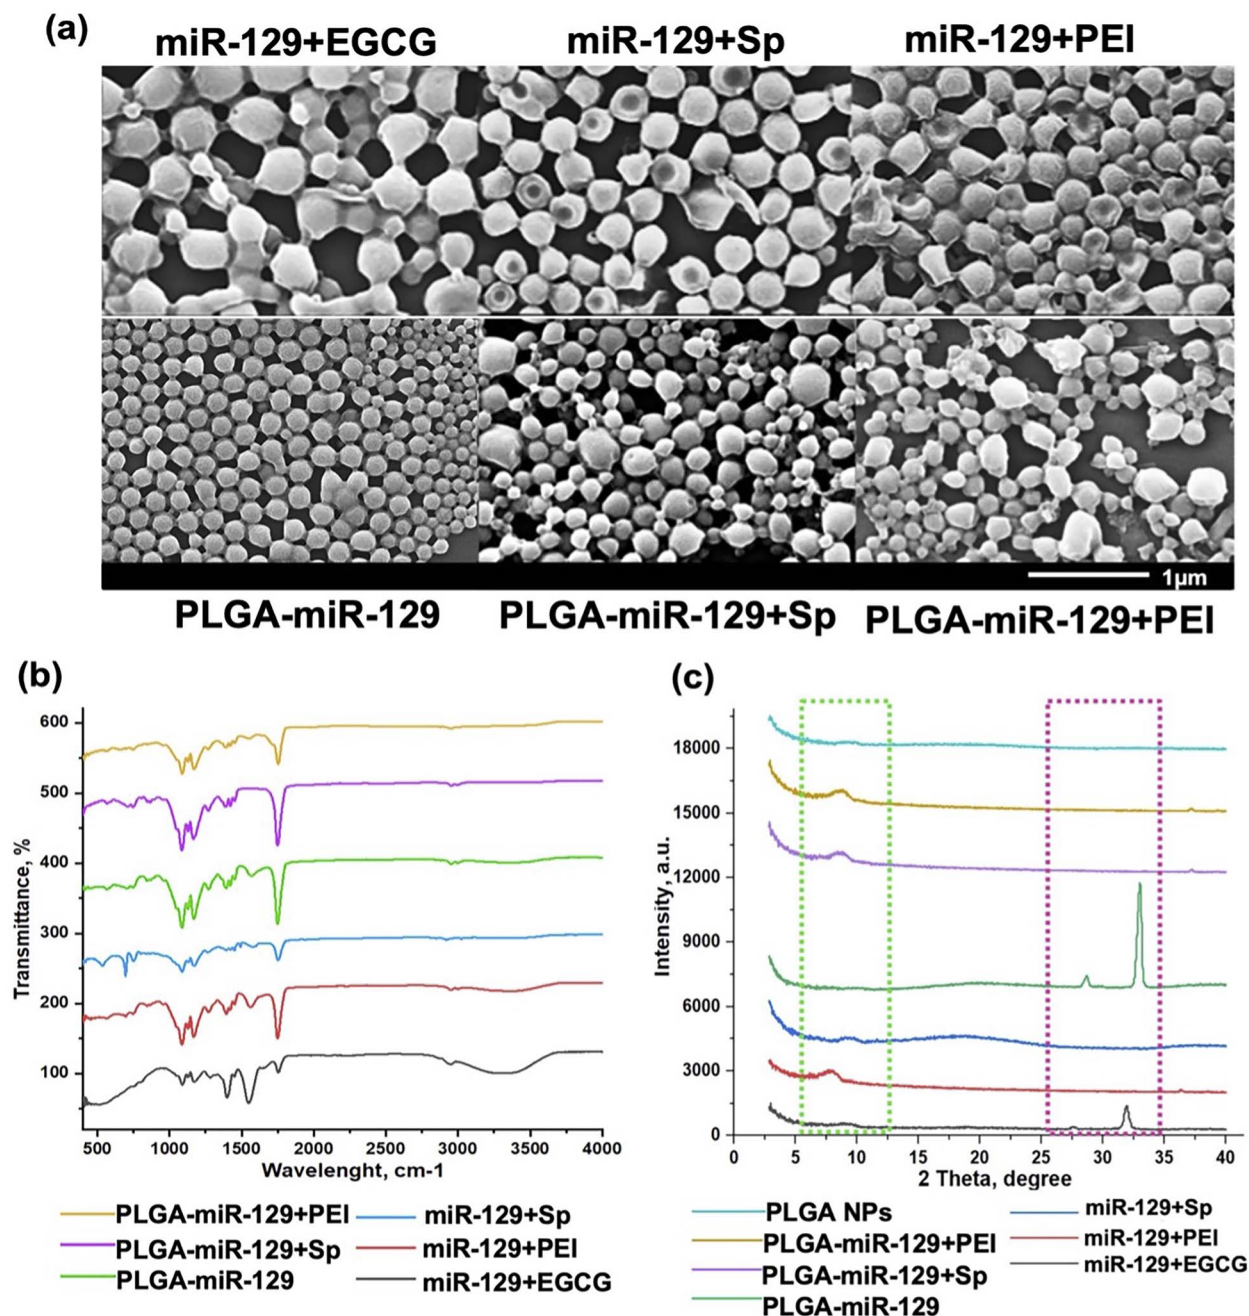 (a)
miR-129+EGCG miR-129+Sp miR-129+PEI
1µm
PLGA-miR-129 PLGA-miR-129+Sp PLGA-miR-129+PEI
(b)
Transmittance, %
600
500
400
300
200
100
500 1000 1500 2000 2500 3000 3500 4000
Wavelenght, cm-1
PLGA-miR-129+PEI miR-129+Sp
PLGA-miR-129+Sp miR-129+PEI
PLGA-miR-129 miR-129+EGCG
(c)
Intensity, a.u.
18000
15000
12000
9000
6000
3000
0
0 5 10 15 20 25 30 35 40
2 Theta, degree
PLGA NPs miR-129+Sp
PLGA-miR-129+PEI miR-129+PEI
PLGA-miR-129+Sp miR-129+EGCG
PLGA-miR-129